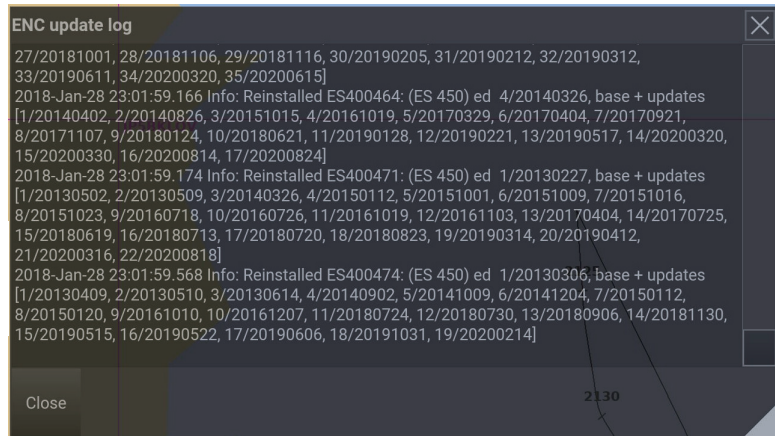 ENC update log
27/20181001, 28/20181106, 29/20181116, 30/20190205, 31/20190212, 32/20190312,
33/20190611, 34/20200320, 35/20200615]
2018-Jan-28 23:01:59.166 Info: Reinstalled ES400464: (ES 450) ed 4/20140326, base + updates
[1/20140402, 2/20140826, 3/20151015, 4/20161019, 5/20170329, 6/20170404, 7/20170921,
8/20171107, 9/20180124, 10/20180621, 11/20190128, 12/20190221, 13/20190517, 14/20200320,
15/20200330, 16/20200814, 17/20200824]
2018-Jan-28 23:01:59.174 Info: Reinstalled ES400471: (ES 450) ed 1/20130227, base + updates
[1/20130502, 2/20130509, 3/20140326, 4/20150112, 5/20151001, 6/20151009, 7/20151016,
8/20151023, 9/20160718, 10/20160726, 11/20161019, 12/20161103, 13/20170404, 14/20170725,
15/20180619, 16/20180713, 17/20180720, 18/20180823, 19/20190314, 20/20190412,
21/20200316, 22/20200818]
2018-Jan-28 23:01:59.568 Info: Reinstalled ES400474: (ES 450) ed 1/20130306, base + updates
[1/20130409, 2/20130510, 3/20130614, 4/20140902, 5/20141009, 6/20141204, 7/20150112,
8/20150120, 9/20161010, 10/20161207, 11/20180724, 12/20180730, 13/20180906, 14/20181130,
15/20190515, 16/20190522, 17/20190606, 18/20191031, 19/20200214]
Close
2130